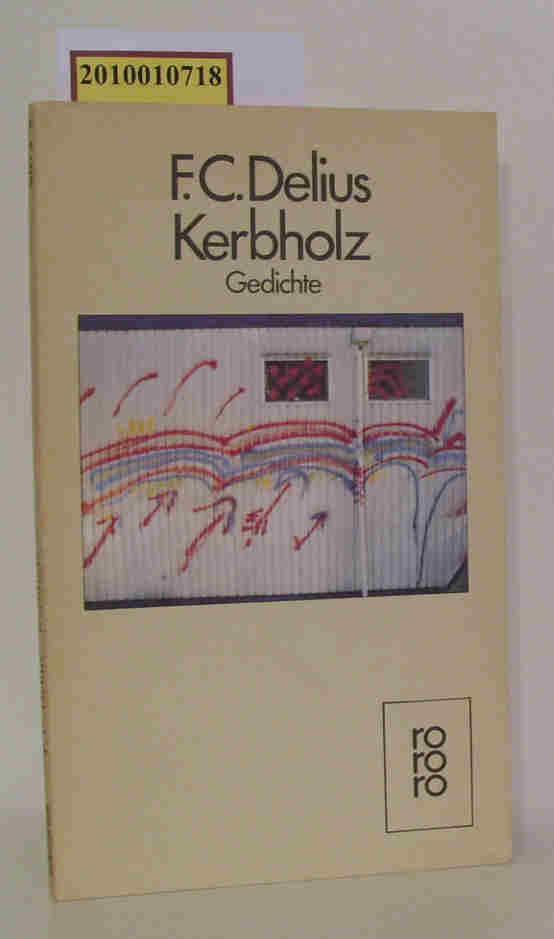 2010010718
F.C.Delius
Kerbholz
Gedichte
ro
ro
ro